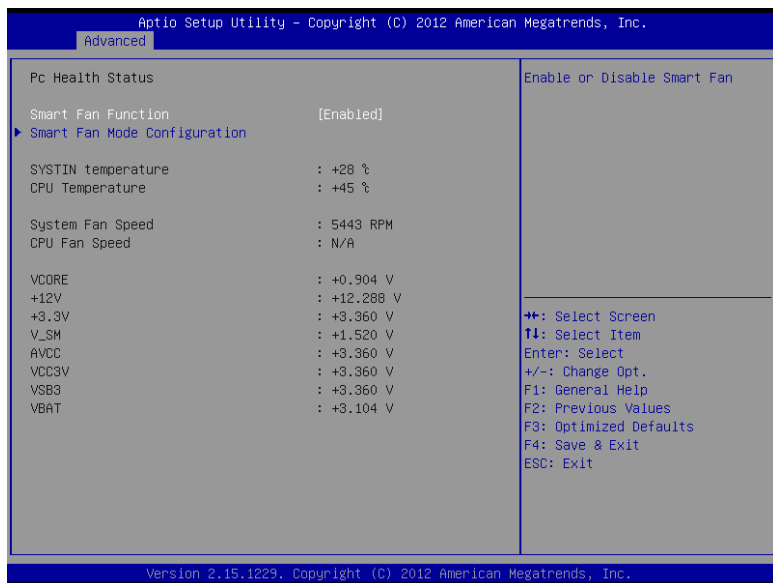 Aptio Setup Utility – Copyright (C) 2012 American Megatrends, Inc.
Advanced
Pc Health Status
Smart Fan Function [Enabled]
Smart Fan Mode Configuration
SYSTIN temperature : +28 ℃
CPU Temperature : +45 ℃
System Fan Speed : 5443 RPM
CPU Fan Speed : N/A
VCORE : +0.904 V
+12V : +12.288 V
+3.3V : +3.360 V
V_SM : +1.520 V
AVCC : +3.360 V
VCC3V : +3.360 V
VSB3 : +3.360 V
VBAT : +3.104 V
Enable or Disable Smart Fan
→←: Select Screen
↑↓: Select Item
Enter: Select
+/-: Change Opt.
F1: General Help
F2: Previous Values
F3: Optimized Defaults
F4: Save & Exit
ESC: Exit
Version 2.15.1229. Copyright (C) 2012 American Megatrends, Inc.